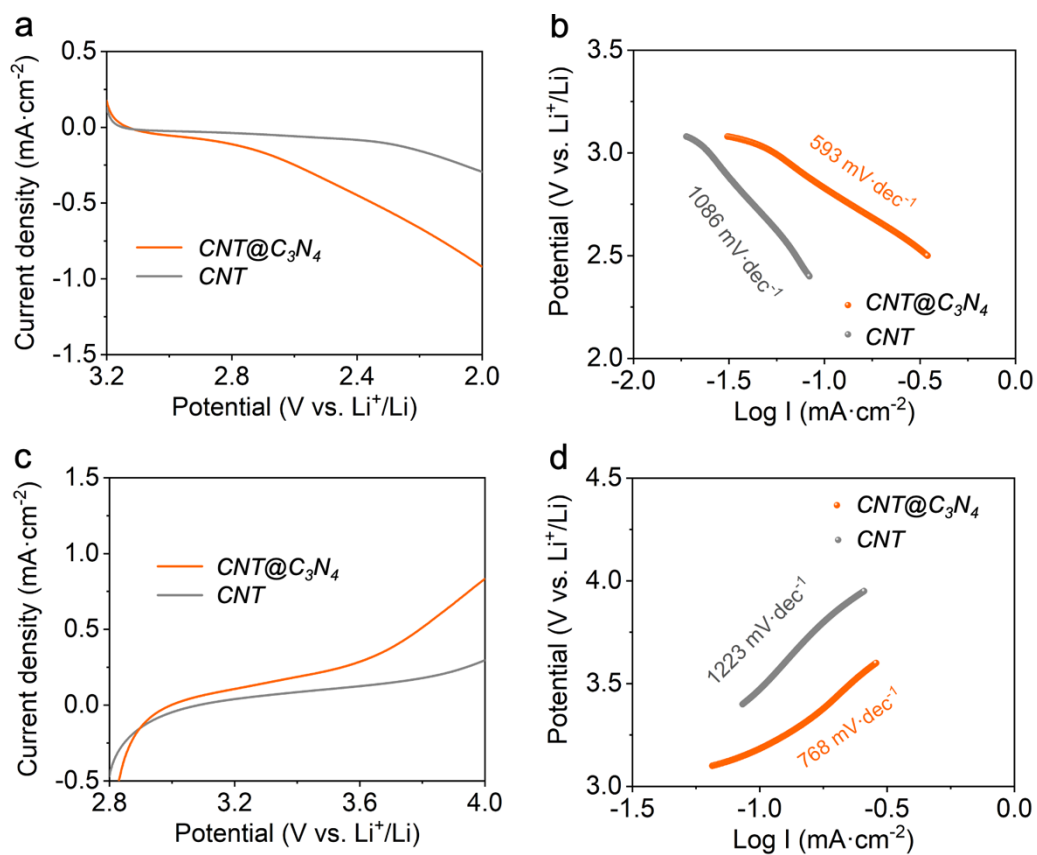 a
Current density (mA·cm⁻²)
0.5
0.0
-0.5
-1.0
-1.5
CNT@C₃N₄
CNT
3.2 2.8 2.4 2.0
Potential (V vs. Li⁺/Li)
b
Potential (V vs. Li⁺/Li)
3.5
3.0
2.5
2.0
593 mV·dec⁻¹
1086 mV·dec⁻¹
CNT@C₃N₄
CNT
-2.0 -1.5 -1.0 -0.5 0.0
Log I (mA·cm⁻²)
c
Current density (mA·cm⁻²)
1.5
1.0
0.5
0.0
-0.5
CNT@C₃N₄
CNT
2.8 3.2 3.6 4.0
Potential (V vs. Li⁺/Li)
d
Potential (V vs. Li⁺/Li)
4.5
4.0
3.5
3.0
CNT@C₃N₄
CNT
1223 mV·dec⁻¹
768 mV·dec⁻¹
-1.5 -1.0 -0.5 0.0
Log I (mA·cm⁻²)